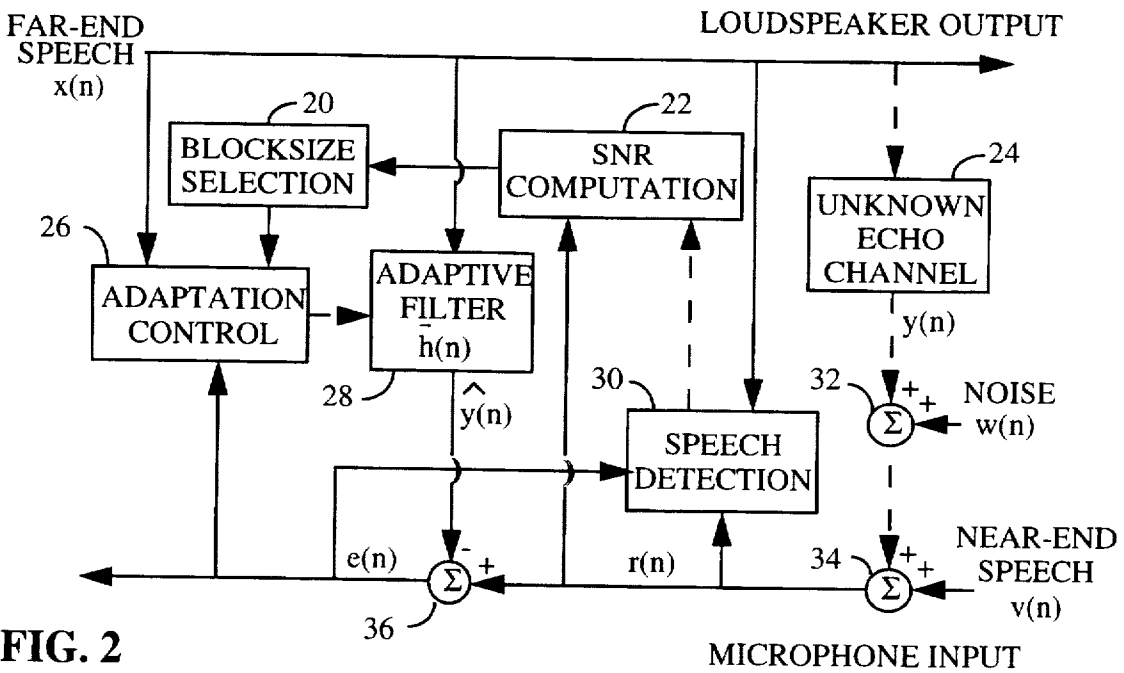 FAR-END
SPEECH
x(n)
LOUDSPEAKER OUTPUT
20
BLOCKSIZE
SELECTION
22
SNR
COMPUTATION
24
UNKNOWN
ECHO
CHANNEL
26
ADAPTATION
CONTROL
ADAPTIVE
FILTER
h̄(n)
28
ŷ(n)
y(n)
30
SPEECH
DETECTION
32
+
+
Σ
NOISE
w(n)
e(n)
-
+
Σ
36
r(n)
34
+
+
Σ
NEAR-END
SPEECH
v(n)
FIG. 2
MICROPHONE INPUT